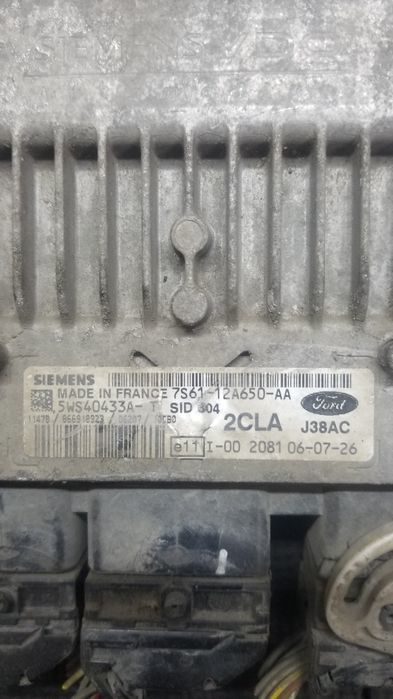 SIEMENS
SIEMENS
MADE IN FRANCE 7S61-12A650-AA
5WS40433A-T SID 804
Ford
2CLA J38AC
e11 I-00 2081 06-07-26